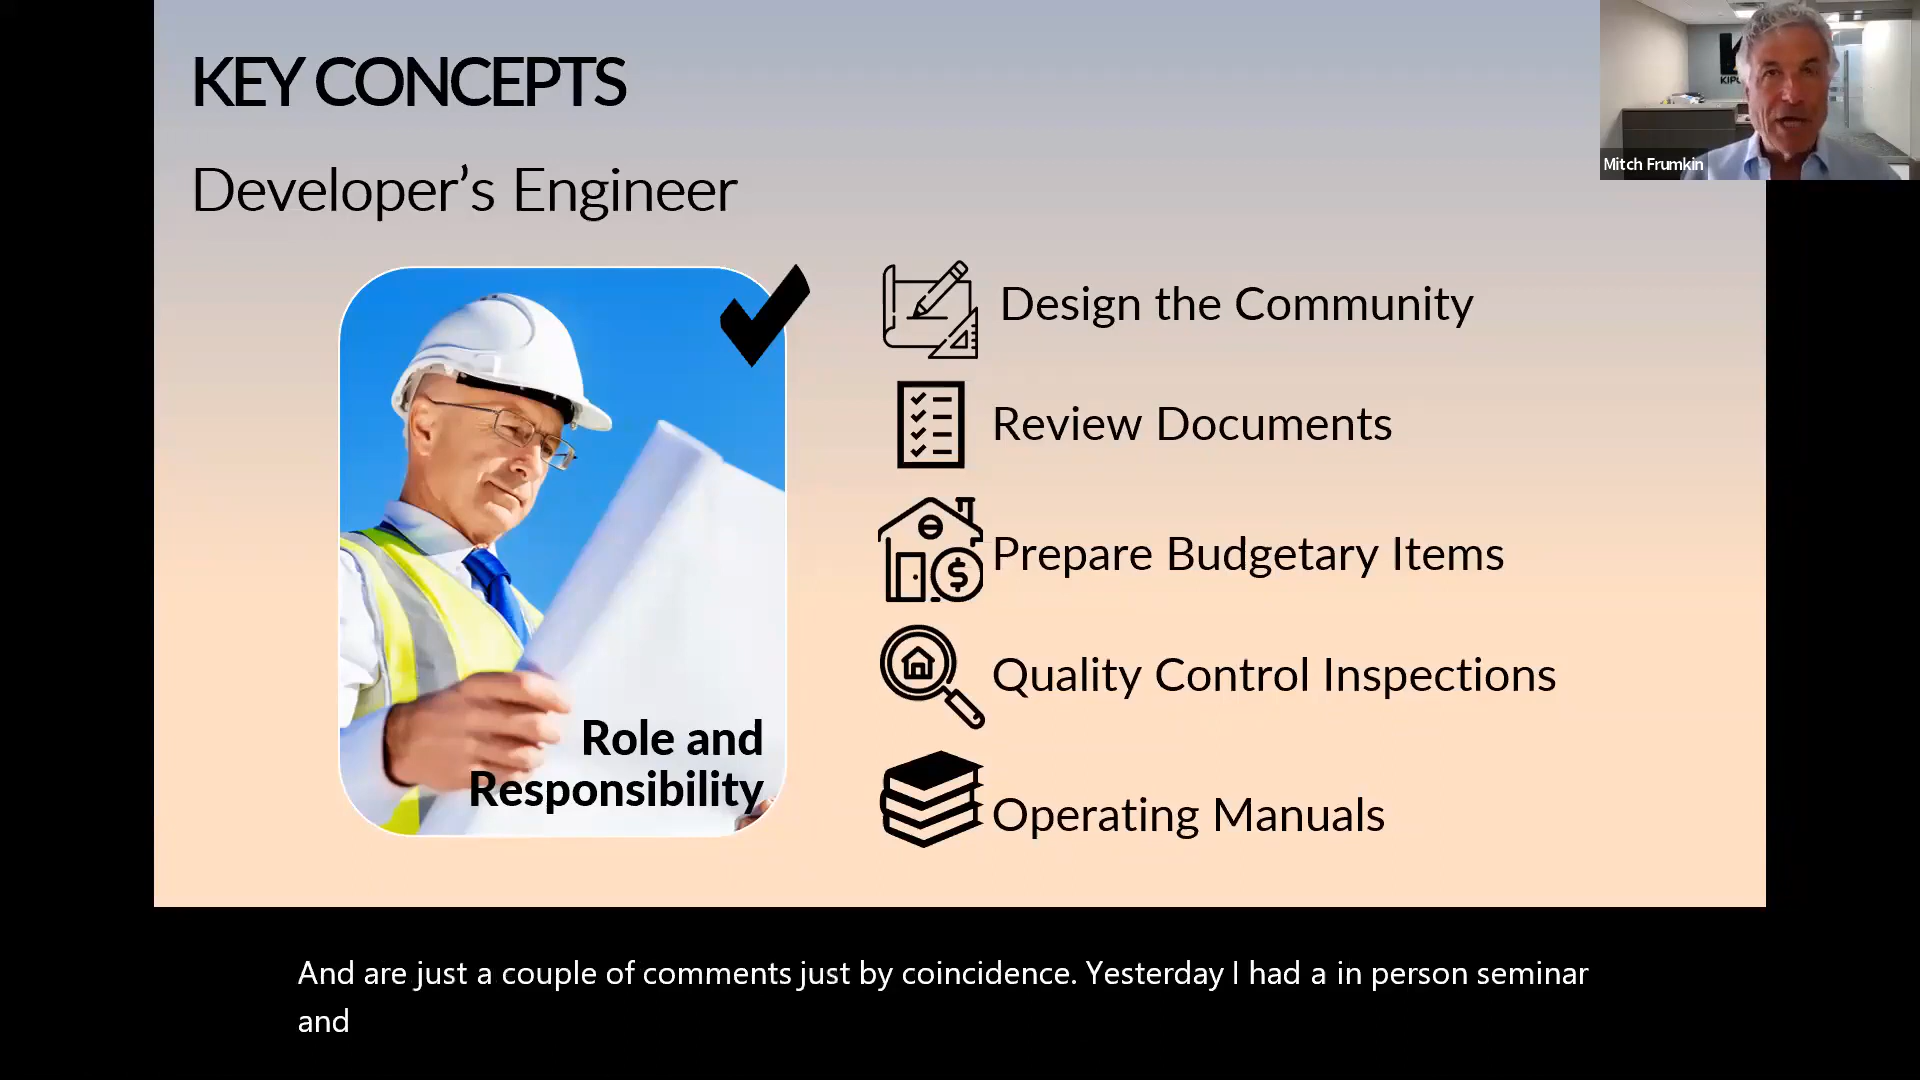 KEY CONCEPTS
Developer's Engineer
Mitch Frumkin
Design the Community
Review Documents
Prepare Budgetary Items
Quality Control Inspections
Operating Manuals
Role and
Responsibility
And are just a couple of comments just by coincidence. Yesterday I had a in person seminar
and